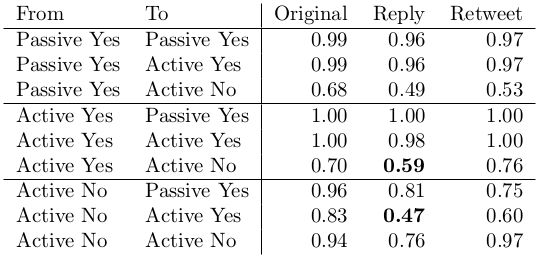 From To Original Reply Retweet
Passive Yes Passive Yes 0.99 0.96 0.97
Passive Yes Active Yes 0.99 0.96 0.97
Passive Yes Active No 0.68 0.49 0.53
Active Yes Passive Yes 1.00 1.00 1.00
Active Yes Active Yes 1.00 0.98 1.00
Active Yes Active No 0.70 0.59 0.76
Active No Passive Yes 0.96 0.81 0.75
Active No Active Yes 0.83 0.47 0.60
Active No Active No 0.94 0.76 0.97